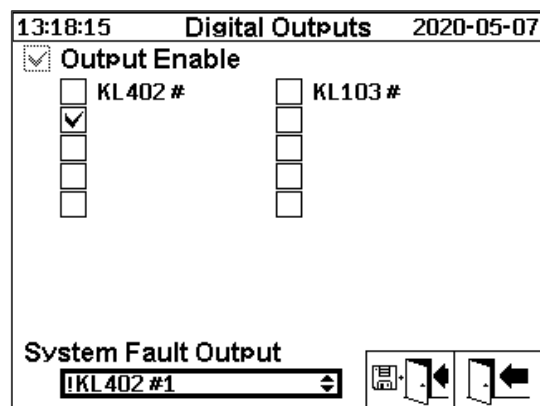 13:18:15 Digital Outputs 2020-05-07
Output Enable
KL402 # KL103 #
System Fault Output
!KL402 #1